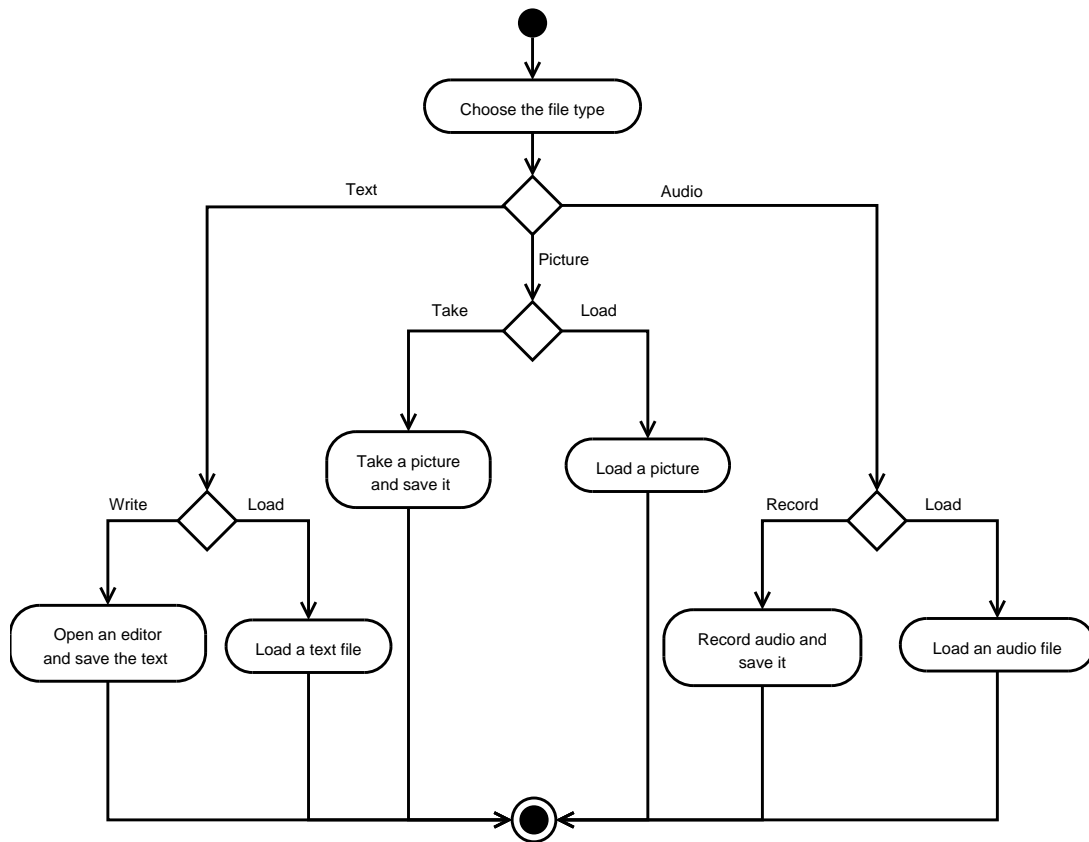 Choose the file type
Text
Audio
Picture
Take
Load
Take a picture
and save it
Load a picture
Write
Load
Record
Load
Open an editor
and save the text
Load a text file
Record audio and
save it
Load an audio file